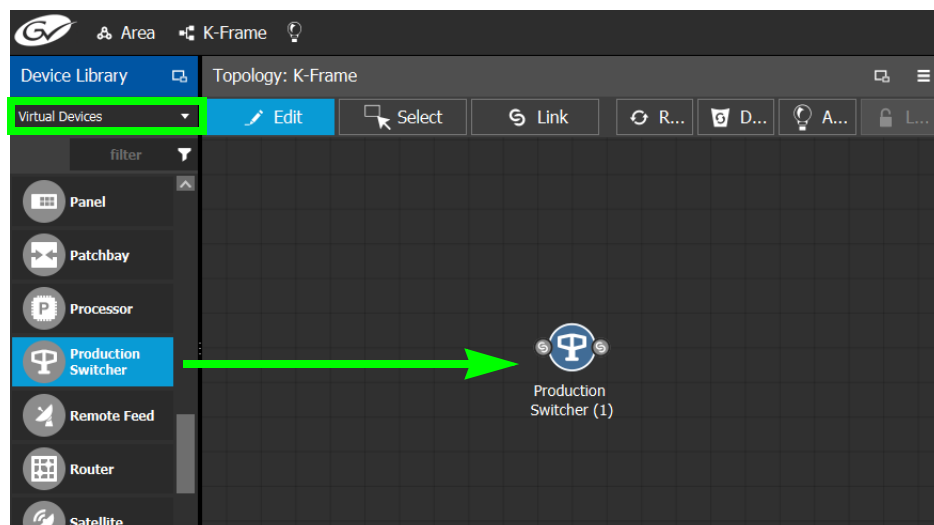 GV Area K-Frame
Device Library
Topology: K-Frame
Virtual Devices
Edit Select Link R... D... A... L...
filter
Panel
Patchbay
P Processor
Production
Switcher
Remote Feed
Router
Satellite
Production
Switcher (1)